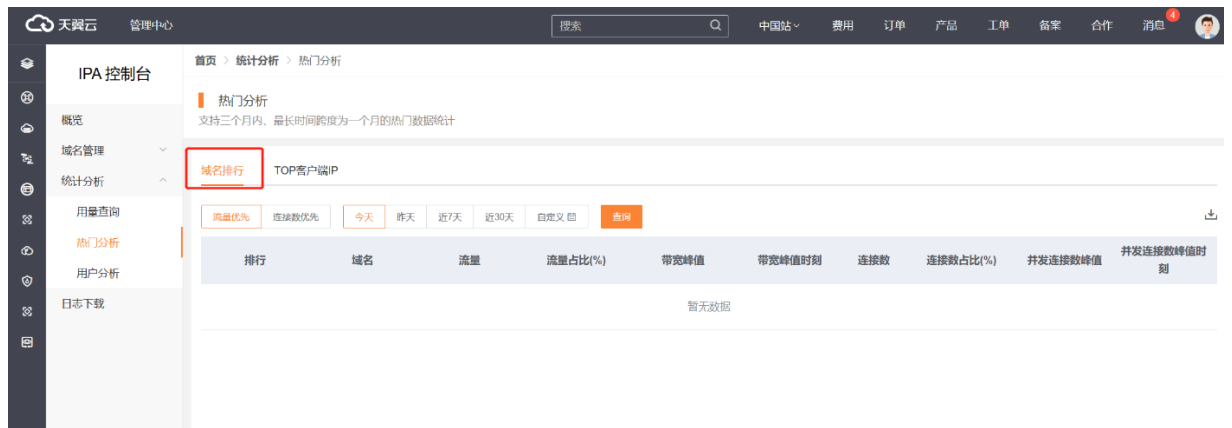 天翼云 管理中心 搜索 中国站 费用 订单 产品 工单 备案 合作 消息 4
IPA 控制台
首页 > 统计分析 > 热门分析
热门分析
支持三个月内、最长时间跨度为一个月的热门数据统计
概览
域名管理
统计分析
用量查询
热门分析
用户分析
日志下载
域名排行 TOP客户端IP
流量优先 连接数优先 今天 昨天 近7天 近30天 自定义 查询
排行 域名 流量 流量占比(%) 带宽峰值 带宽峰值时刻 连接数 连接数占比(%) 并发连接数峰值 并发连接数峰值时
刻
暂无数据